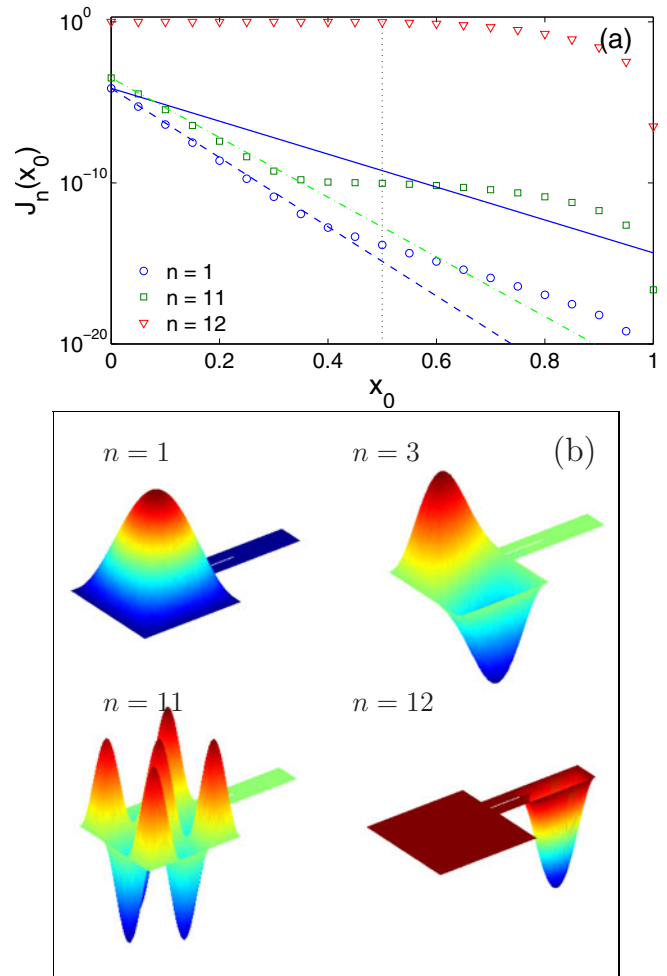 (a)
10^0
10^{-10}
10^{-20}
J_n(x_0)
n = 1
n = 11
n = 12
0 0.2 0.4 0.6 0.8 1
x_0
(b)
n = 1 n = 3
n = 11 n = 12